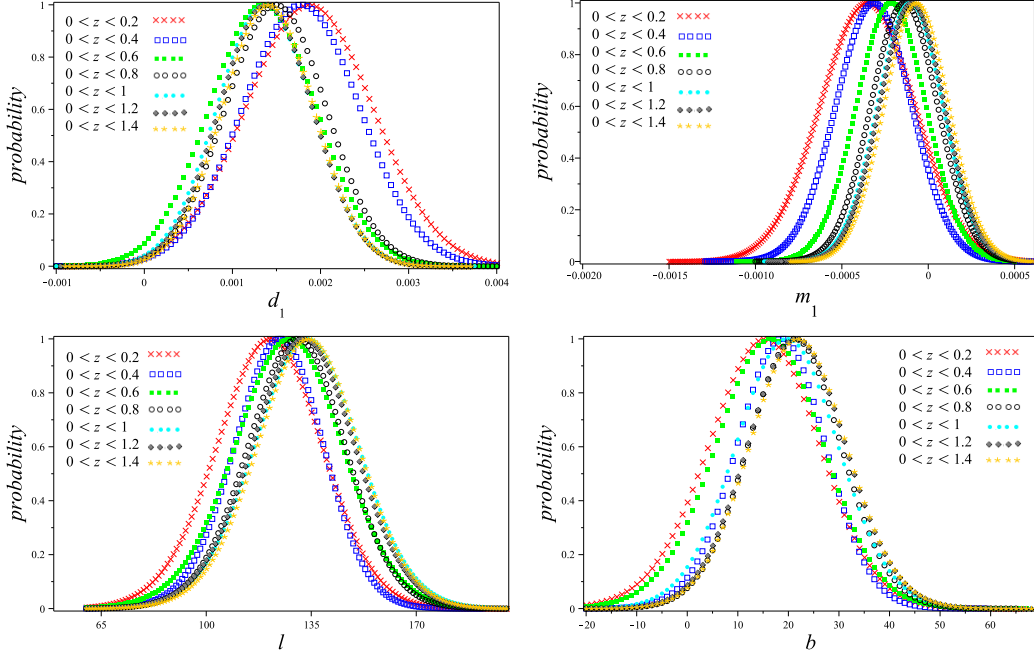 probability
1
0.8
0.6
0.4
0.2
0
0 < z < 0.2
0 < z < 0.4
0 < z < 0.6
0 < z < 0.8
0 < z < 1
0 < z < 1.2
0 < z < 1.4
−0.001 0 0.001 0.002 0.003 0.004
d1
probability
1
0.8
0.6
0.4
0.2
0
0 < z < 0.2
0 < z < 0.4
0 < z < 0.6
0 < z < 0.8
0 < z < 1
0 < z < 1.2
0 < z < 1.4
−0.0020 −0.0015 −0.0010 −0.0005 0 0.0005
m1
probability
1
0.8
0.6
0.4
0.2
0
0 < z < 0.2
0 < z < 0.4
0 < z < 0.6
0 < z < 0.8
0 < z < 1
0 < z < 1.2
0 < z < 1.4
65 100 135 170
l
probability
1
0.8
0.6
0.4
0.2
0
0 < z < 0.2
0 < z < 0.4
0 < z < 0.6
0 < z < 0.8
0 < z < 1
0 < z < 1.2
0 < z < 1.4
−20 −10 0 10 20 30 40 50 60
b